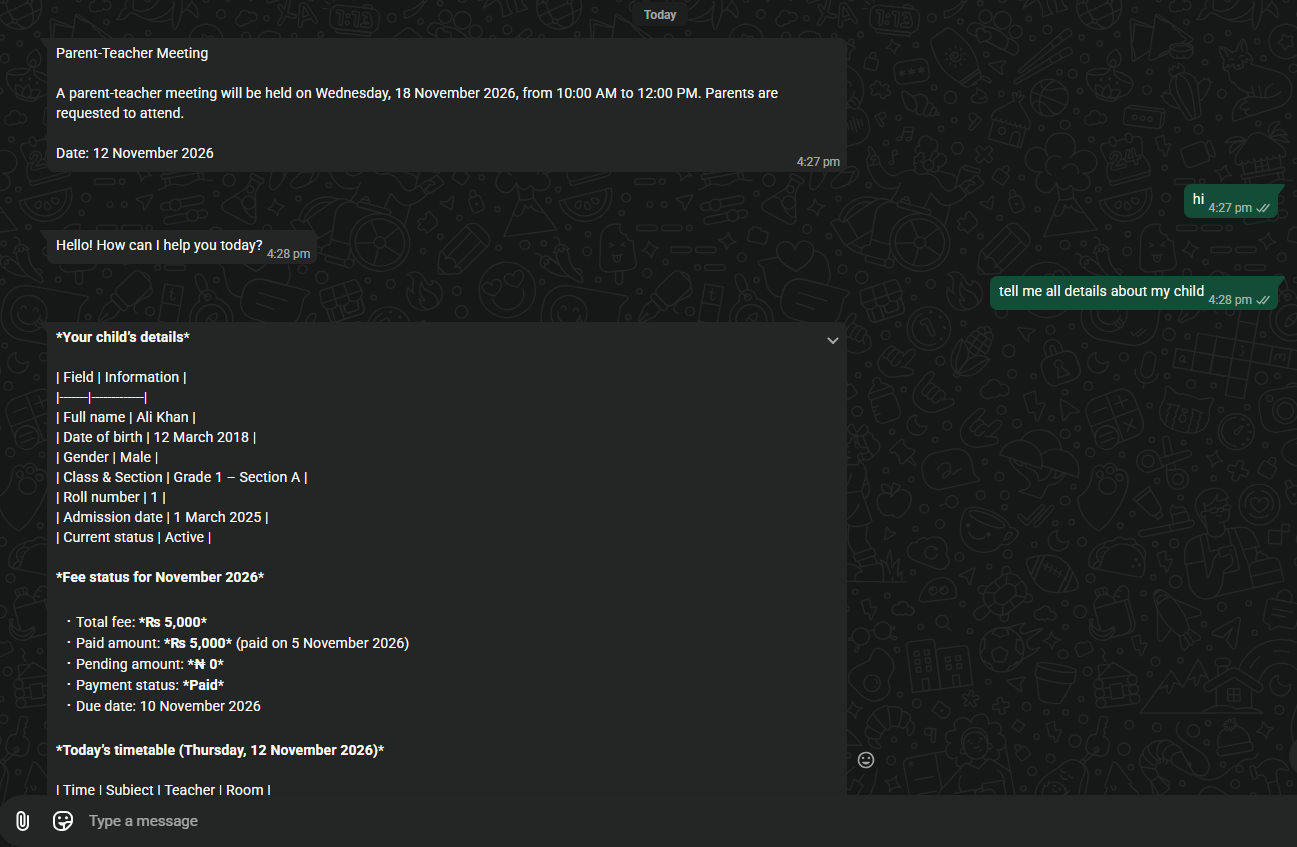 Today
Parent-Teacher Meeting
A parent-teacher meeting will be held on Wednesday, 18 November 2026, from 10:00 AM to 12:00 PM. Parents are
requested to attend.
Date: 12 November 2026
4:27 pm
hi 4:27 pm
Hello! How can I help you today? 4:28 pm
tell me all details about my child 4:28 pm
*Your child’s details*
| Field | Information |
|-------|-------------|
| Full name | Ali Khan |
| Date of birth | 12 March 2018 |
| Gender | Male |
| Class & Section | Grade 1 – Section A |
| Roll number | 1 |
| Admission date | 1 March 2025 |
| Current status | Active |
*Fee status for November 2026*
· Total fee: *₨ 5,000*
· Paid amount: *₨ 5,000* (paid on 5 November 2026)
· Pending amount: *₦ 0*
· Payment status: *Paid*
· Due date: 10 November 2026
*Today’s timetable (Thursday, 12 November 2026)*
| Time | Subject | Teacher | Room |
Type a message